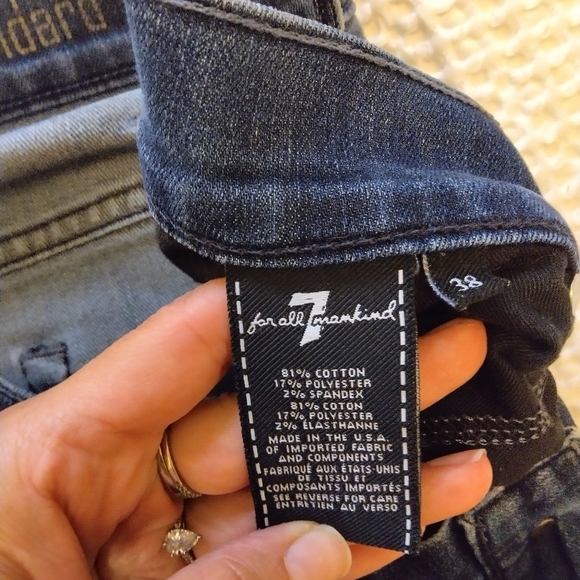 dard
38
for all 7 mankind
81% COTTON
17% POLYESTER
2% SPANDEX
81% COTON
17% POLYESTER
2% ÉLASTHANNE
MADE IN THE U.S.A.
OF IMPORTED FABRIC
AND COMPONENTS
FABRIQUÉ AUX ÉTATS-UNIS
DE TISSU ET
COMPOSANTS IMPORTÉS
SEE REVERSE FOR CARE
ENTRETIEN AU VERSO